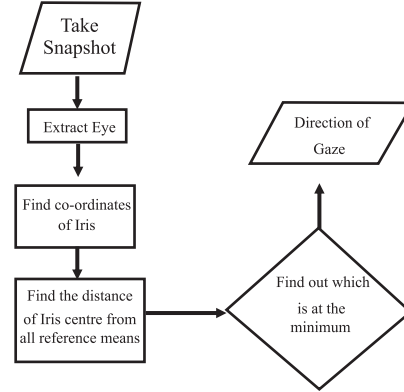 Take
Snapshot
Extract Eye
Find co-ordinates
of Iris
Find the distance
of Iris centre from
all reference means
Find out which
is at the
minimum
Direction of
Gaze